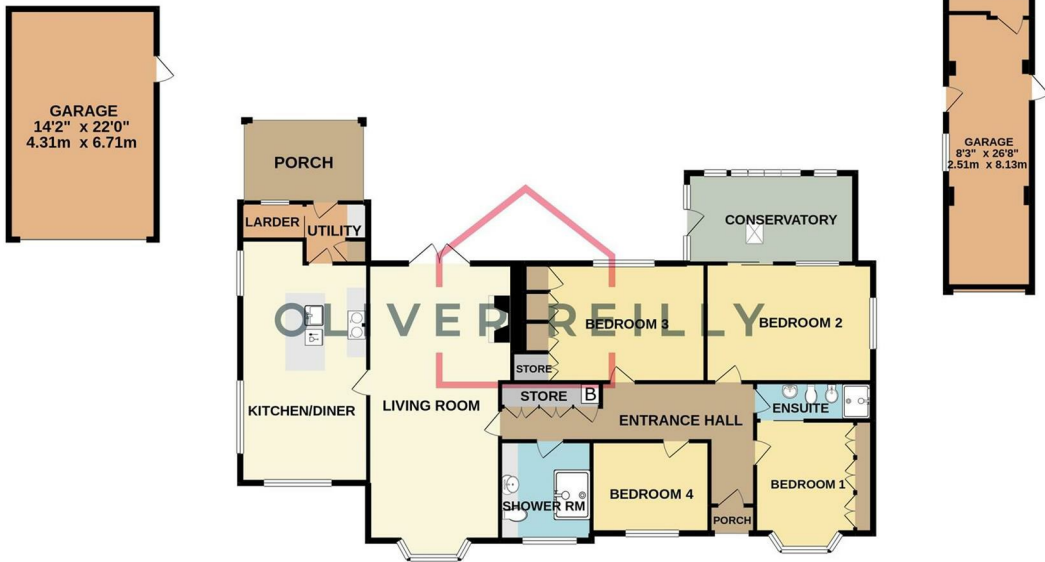 GARAGE
14'2" x 22'0"
4.31m x 6.71m
GARAGE
8'3" x 26'8"
2.51m x 8.13m
PORCH
LARDER
UTILITY
CONSERVATORY
OLIVER REILLY
BEDROOM 3
BEDROOM 2
STORE
STORE
B
KITCHEN/DINER
LIVING ROOM
ENTRANCE HALL
ENSUITE
BEDROOM 1
BEDROOM 4
SHOWER RM
PORCH